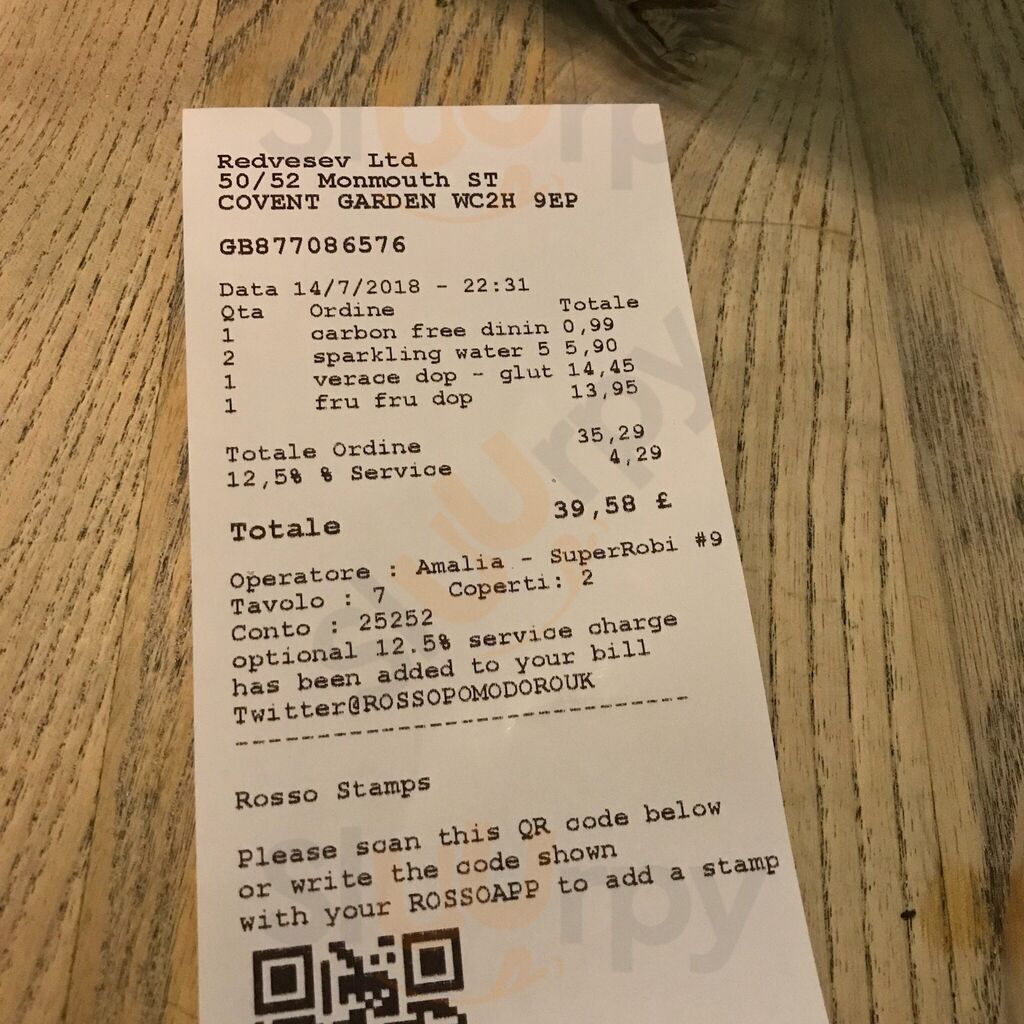 Redvesev Ltd
50/52 Monmouth ST
COVENT GARDEN WC2H 9EP
GB877086576
Data 14/7/2018 - 22:31
Qta Ordine Totale
1 carbon free dinin 0,99
2 sparkling water 5 5,90
1 verace dop - glut 14,45
1 fru fru dop 13,95
Totale Ordine 35,29
12,5% % Service 4,29
Totale 39,58 £
Operatore : Amalia - SuperRobi #9
Tavolo : 7 Coperti: 2
Conto : 25252
optional 12.5% service charge
has been added to your bill
Twitter@ROSSOPOMODOROUK
--------------------------------
Rosso Stamps
Please scan this QR code below
or write the code shown
with your ROSSOAPP to add a stamp
slUurpy
slUurpy
slUurpy